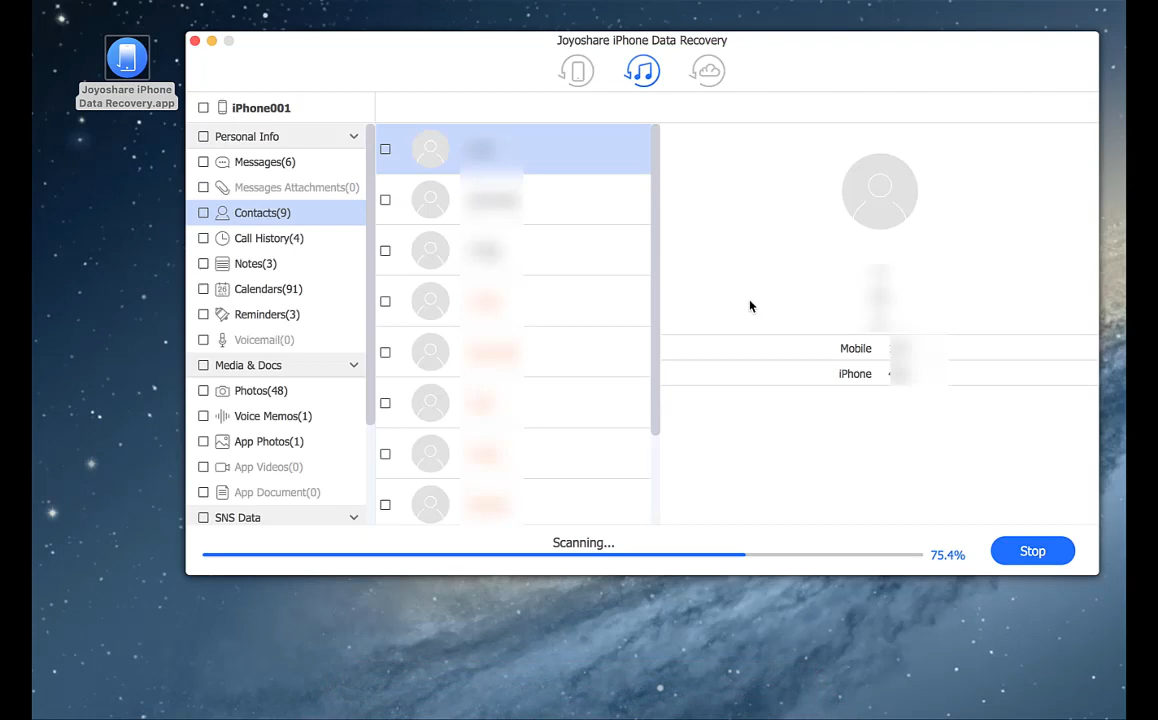 Joyoshare iPhone Data Recovery
Joyoshare iPhone
Data Recovery.app
iPhone001
Personal Info
Messages(6)
Messages Attachments(0)
Contacts(9)
Call History(4)
Notes(3)
26
Calendars(91)
Reminders(3)
Voicemail(0)
Media & Docs
Photos(48)
Voice Memos(1)
App Photos(1)
App Videos(0)
App Document(0)
SNS Data
Mobile
iPhone
Scanning...
75.4%
Stop